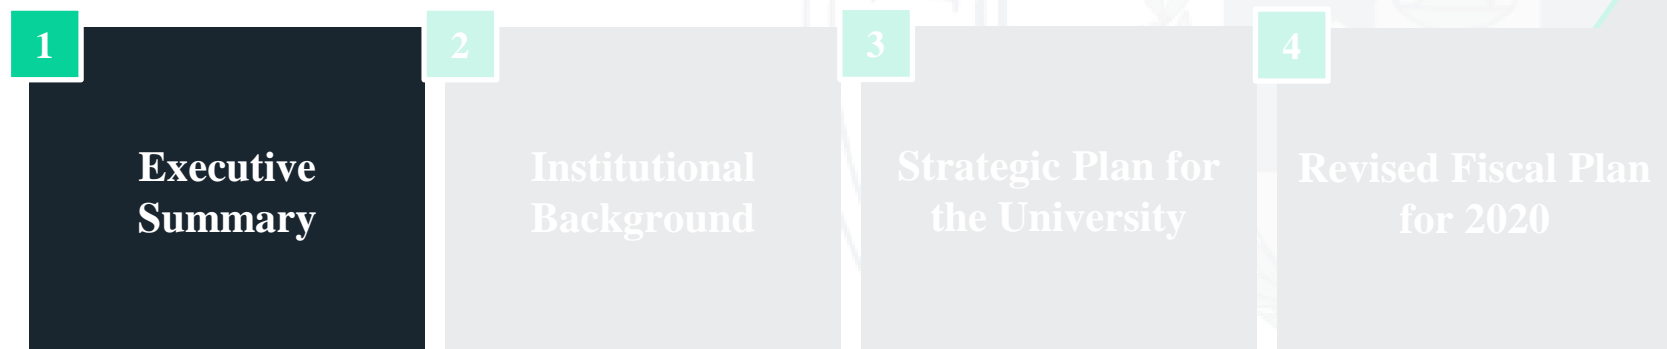 1
Executive
Summary
2
Institutional
Background
3
Strategic Plan for
the University
4
Revised Fiscal Plan
for 2020